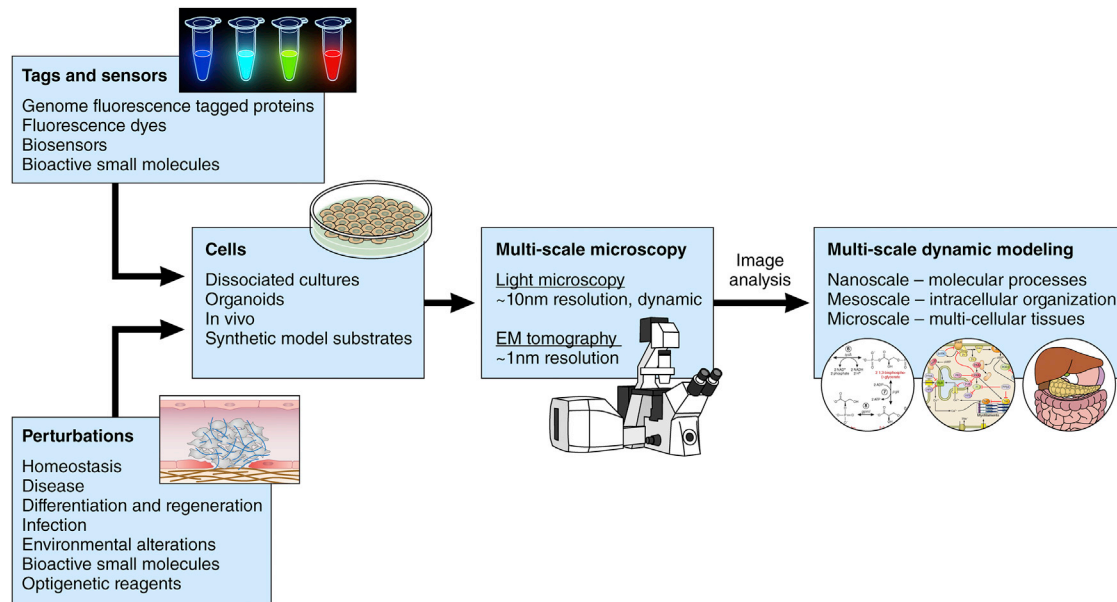 Tags and sensors
Genome fluorescence tagged proteins
Fluorescence dyes
Biosensors
Bioactive small molecules
Cells
Dissociated cultures
Organoids
In vivo
Synthetic model substrates
Perturbations
Homeostasis
Disease
Differentiation and regeneration
Infection
Environmental alterations
Bioactive small molecules
Optigenetic reagents
Multi-scale microscopy
Light microscopy
~10nm resolution, dynamic
EM tomography
~1nm resolution
Image
analysis
Multi-scale dynamic modeling
Nanoscale – molecular processes
Mesoscale – intracellular organization
Microscale – multi-cellular tissues